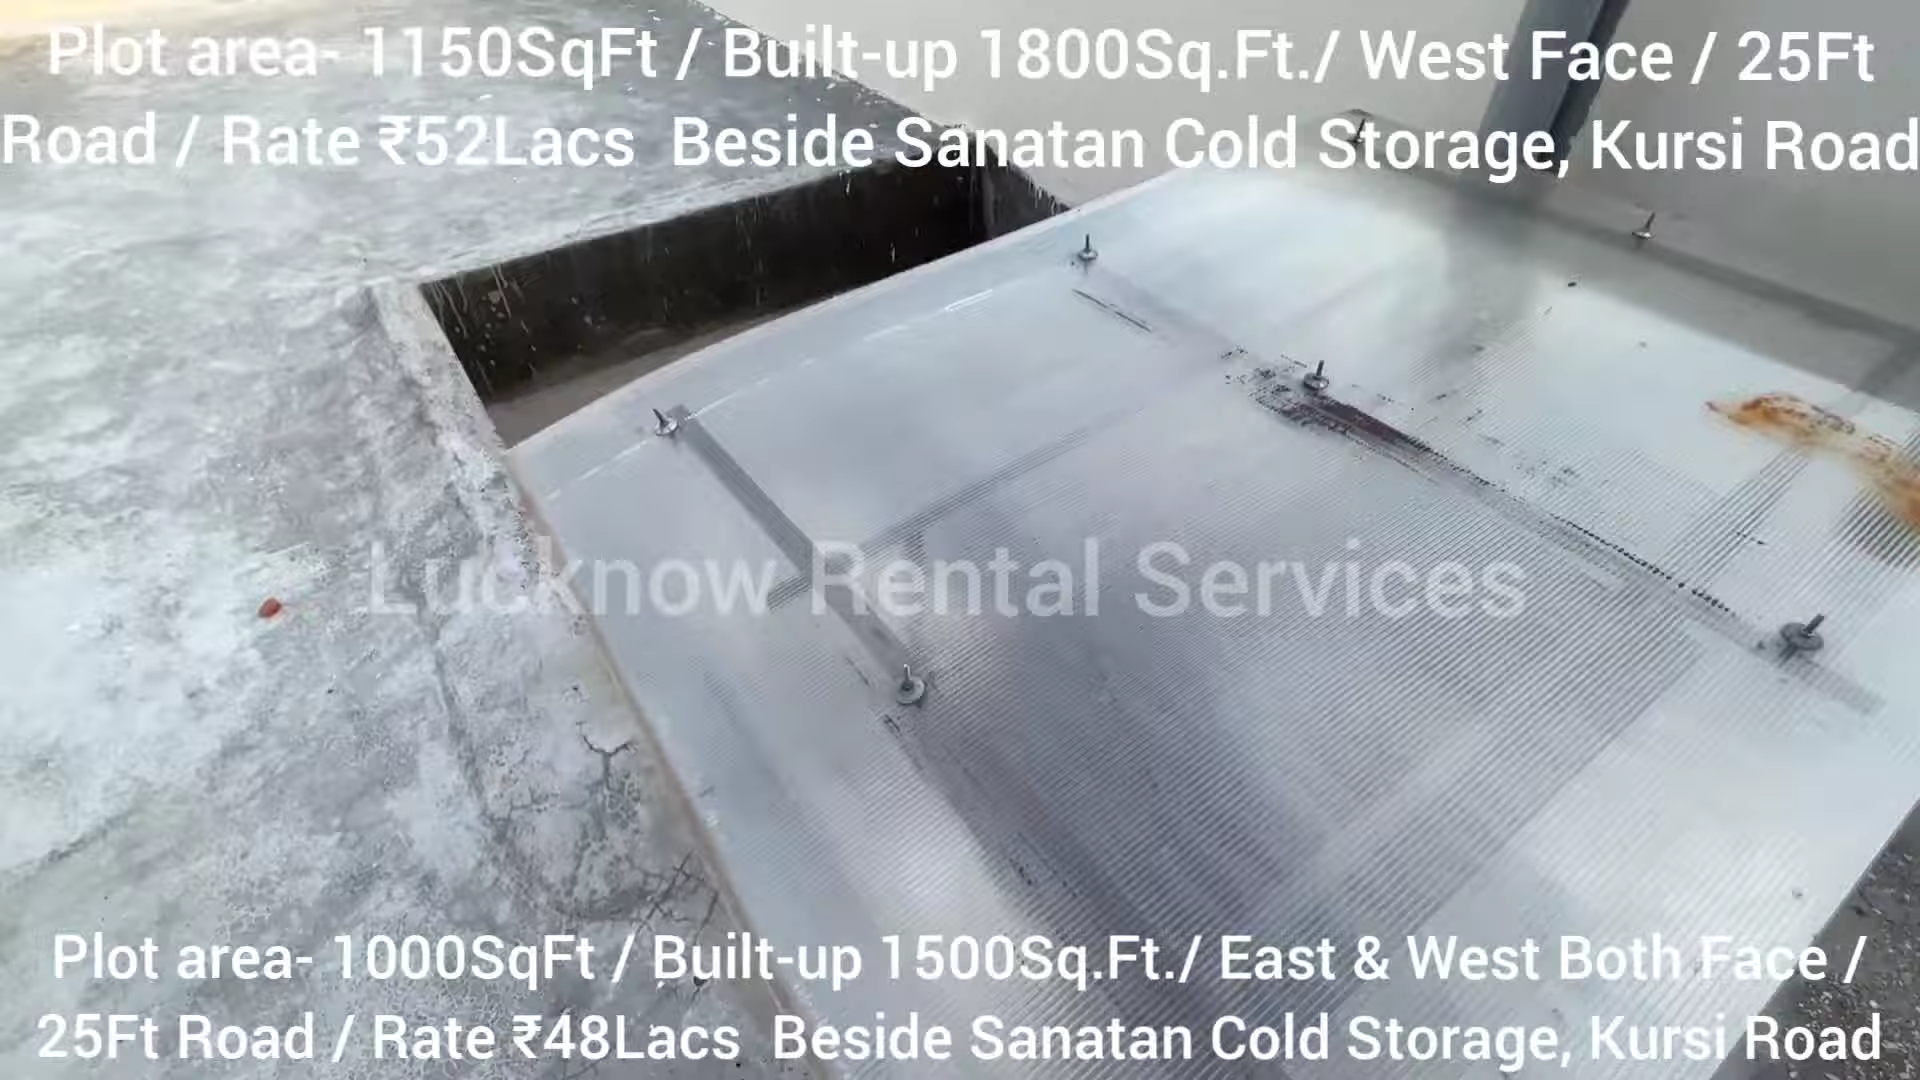 Plot area- 1150SqFt / Built-up 1800Sq.Ft./ West Face / 25Ft
Road / Rate ₹52Lacs  Beside Sanatan Cold Storage, Kursi Road
Lucknow Rental Services
Plot area- 1000SqFt / Built-up 1500Sq.Ft./ East & West Both Face /
25Ft Road / Rate ₹48Lacs  Beside Sanatan Cold Storage, Kursi Road